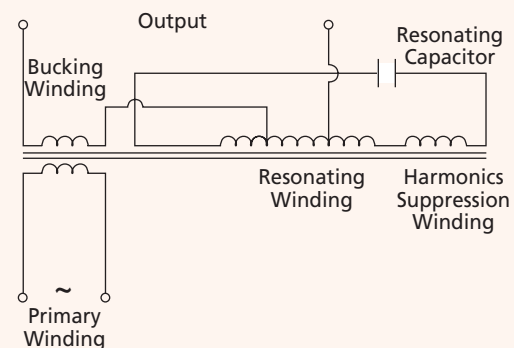 Output
Resonating
Capacitor
Bucking
Winding
Resonating
Winding
Harmonics
Suppression
Winding
~
Primary
Winding